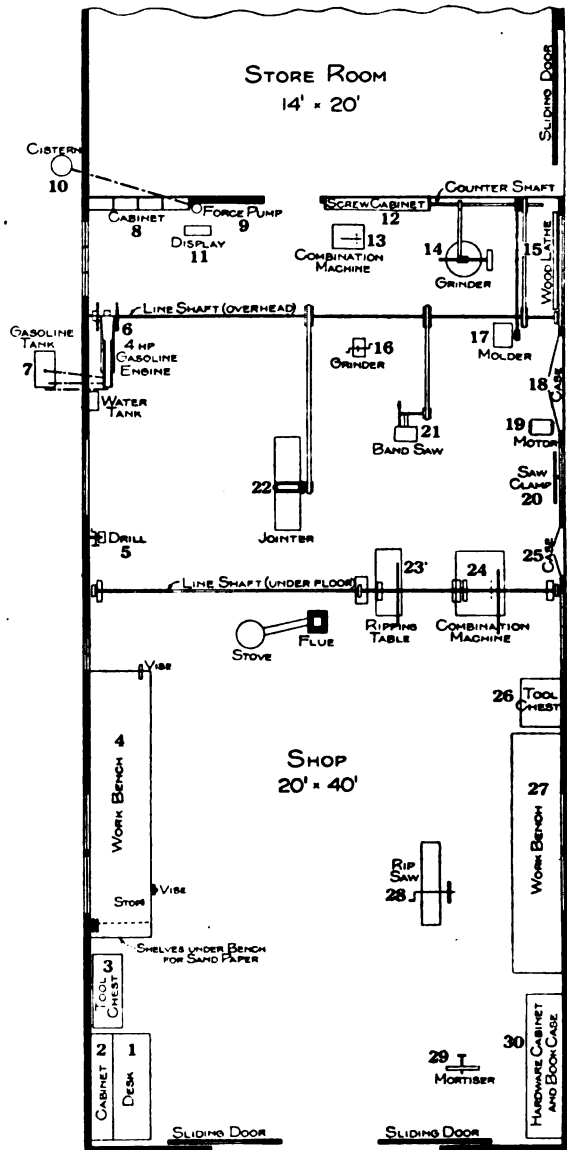 STORE ROOM
14' × 20'
SLIDING DOOR
CISTERN
10
CABINET
8
FORCE PUMP
9
DISPLAY
11
SCREW CABINET
12
COUNTER SHAFT
13
COMBINATION
MACHINE
14
GRINDER
15
WOOD LATHE
LINE SHAFT (OVERHEAD)
6
4 HP
GASOLINE
ENGINE
GASOLINE
TANK
7
WATER
TANK
16
GRINDER
17
MOLDER
18
CASE
19
MOTOR
21
BAND SAW
SAW
CLAMP
20
22
JOINTER
DRILL
5
25
CASE
LINE SHAFT (UNDER FLOOR)
23
RIPPING
TABLE
24
COMBINATION
MACHINE
STOVE
FLUE
VISE
26
TOOL
CHEST
4
WORK BENCH
SHOP
20' × 40'
27
WORK BENCH
RIP
SAW
28
STOP
VISE
SHELVES UNDER BENCH
FOR SAND PAPER
3
TOOL
CHEST
2
CABINET
1
DESK
29
MORTISER
30
HARDWARE CABINET
AND BOOK CASE
SLIDING DOOR
SLIDING DOOR